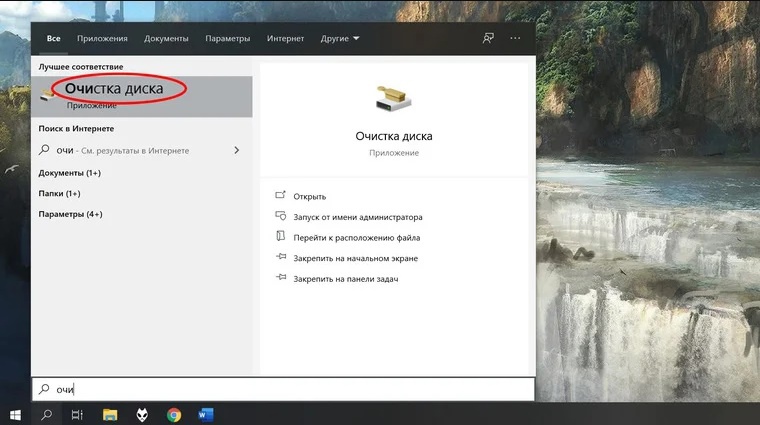 Все Приложения Документы Параметры Интернет Другие
Лучшее соответствие
Очистка диска
Приложение
Поиск в Интернете
очи - См. результаты в Интернете
Документы (1+)
Папки (1+)
Параметры (4+)
Очистка диска
Приложение
Открыть
Запуск от имени администратора
Перейти к расположению файла
Закрепить на начальном экране
Закрепить на панели задач
очи